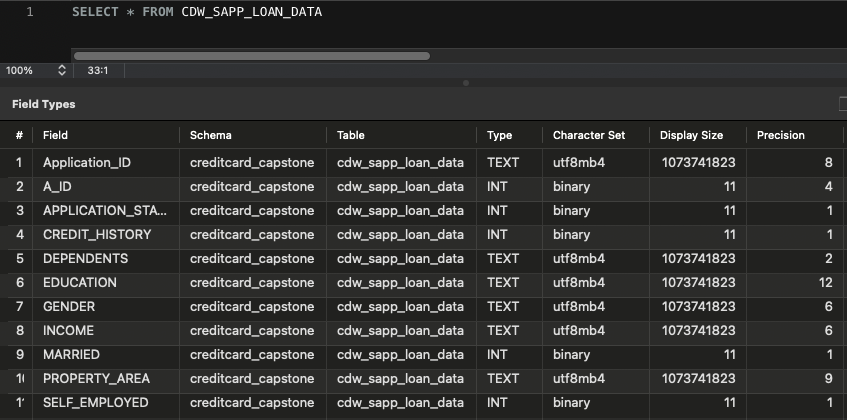 1 SELECT * FROM CDW_SAPP_LOAN_DATA
100% 33:1
Field Types
# Field Schema Table Type Character Set Display Size Precision
1 Application_ID creditcard_capstone cdw_sapp_loan_data TEXT utf8mb4 1073741823 8
2 A_ID creditcard_capstone cdw_sapp_loan_data INT binary 11 4
3 APPLICATION_STA... creditcard_capstone cdw_sapp_loan_data INT binary 11 1
4 CREDIT_HISTORY creditcard_capstone cdw_sapp_loan_data INT binary 11 1
5 DEPENDENTS creditcard_capstone cdw_sapp_loan_data TEXT utf8mb4 1073741823 2
6 EDUCATION creditcard_capstone cdw_sapp_loan_data TEXT utf8mb4 1073741823 12
7 GENDER creditcard_capstone cdw_sapp_loan_data TEXT utf8mb4 1073741823 6
8 INCOME creditcard_capstone cdw_sapp_loan_data TEXT utf8mb4 1073741823 6
9 MARRIED creditcard_capstone cdw_sapp_loan_data INT binary 11 1
10 PROPERTY_AREA creditcard_capstone cdw_sapp_loan_data TEXT utf8mb4 1073741823 9
11 SELF_EMPLOYED creditcard_capstone cdw_sapp_loan_data INT binary 11 1